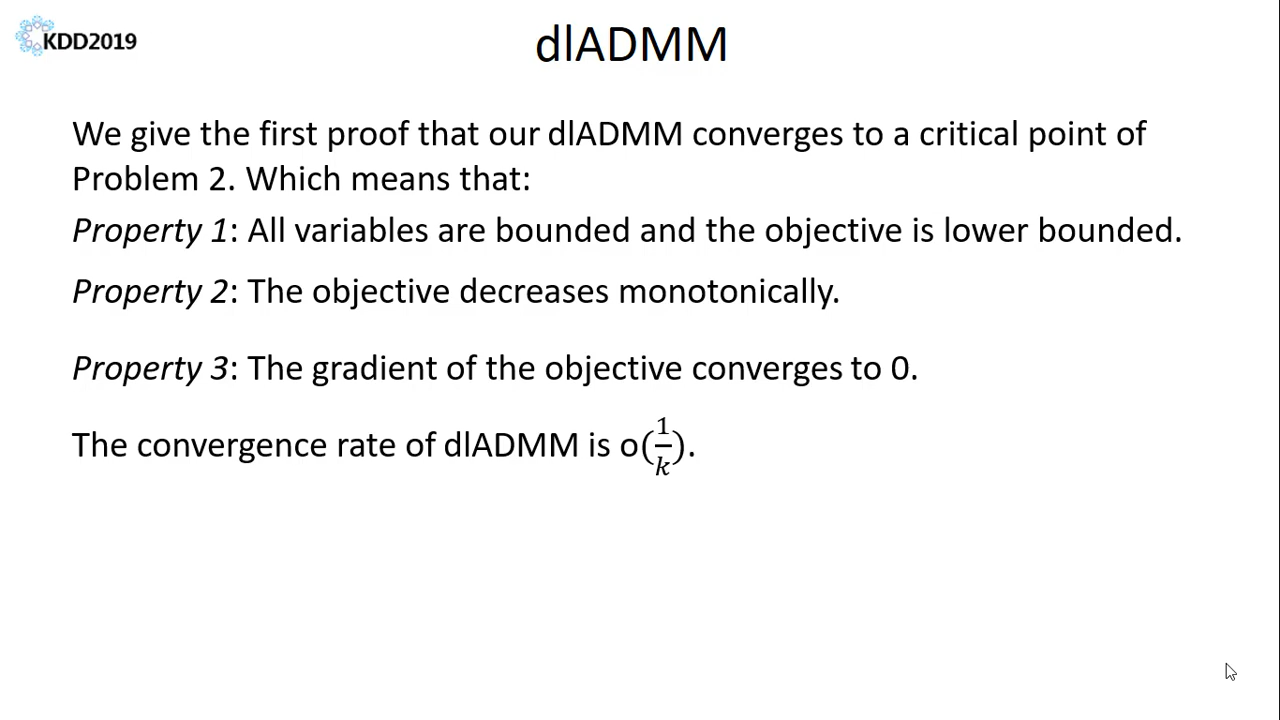 KDD2019
dlADMM
We give the first proof that our dlADMM converges to a critical point of
Problem 2. Which means that:
Property 1: All variables are bounded and the objective is lower bounded.
Property 2: The objective decreases monotonically.
Property 3: The gradient of the objective converges to 0.
The convergence rate of dlADMM is o(1/k).